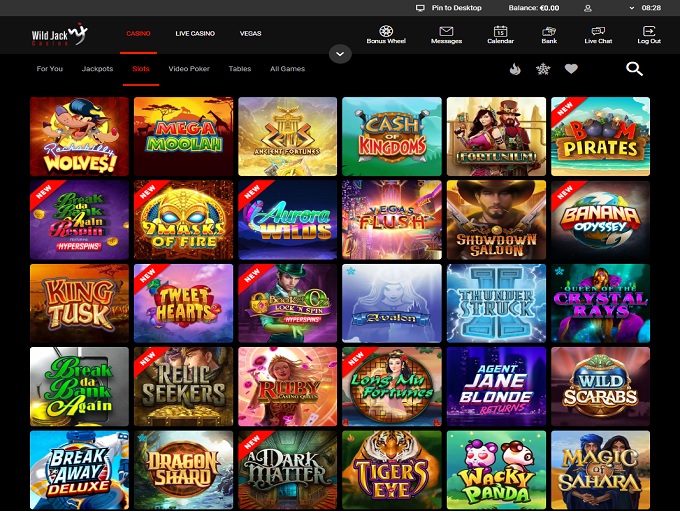 Pin to Desktop
Balance: €0.00
08:28
Wild Jack
Casino
CASINO
LIVE CASINO
VEGAS
Bonus Wheel
Messages
15
Calendar
Bank
Live Chat
Log Out
For You
Jackpots
Slots
Video Poker
Tables
All Games
Rockabilly
WOLVES!
MEGA
MOOLAH
ANCIENT FORTUNES
CASH
OF
KINGDOMS
FORTUNIUM
NEW
BOOM
PIRATES
NEW
Break
da Bank
Again
Respin
FEATURING
HYPERSPINS
NEW
9 MASKS
OF FIRE
NEW
Aurora
WILDS
VEGAS
FLUSH
SHOWDOWN
SALOON
NEW
BANANA
ODYSSEY
KING
TUSK
NEW
TWEET
HEARTS
NEW
BOOK OF OZ
LOCK 'N SPIN
HYPERSPINS
Avalon
THUNDER
STRUCK
II
QUEEN OF THE
CRYSTAL
RAYS
Break
da Bank
Again
NEW
RELIC
SEEKERS
RUBY
CASINO QUEEN
NEW
Long Mu
Fortunes
AGENT
JANE
BLONDE
RETURNS
WILD
SCARABS
BREAK
AWAY
DELUXE
DRAGON
SHARD
NEW
A DARK
MATTER
TIGER'S
EYE
WACKY
PANDA
MAGIC
OF
SAHARA